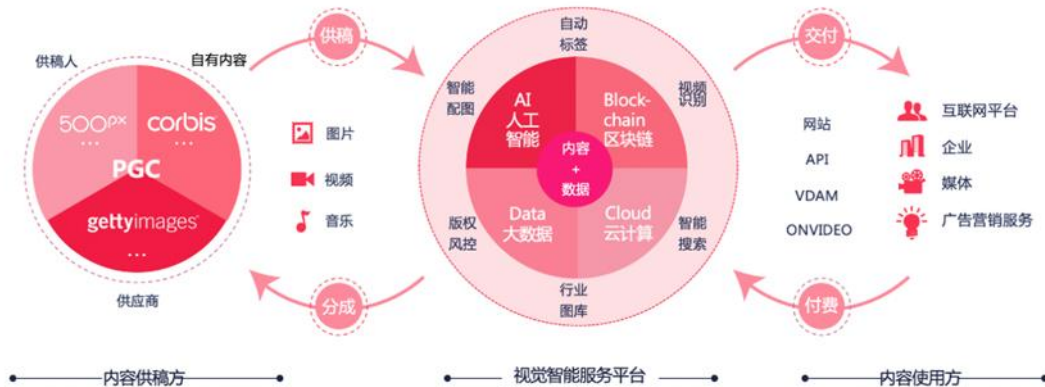 供稿人
自有内容
500px
...
corbis
...
PGC
gettyimages®
...
供应商
供稿
图片
视频
音乐
分成
自动
标签
智能
配图
视频
识别
AI
人工
智能
Block-
chain
区块链
内容
+
数据
Data
大数据
Cloud
云计算
版权
风控
智能
搜索
行业
图库
交付
网站
API
VDAM
ONVIDEO
互联网平台
企业
媒体
广告营销服务
付费
内容供稿方
视觉智能服务平台
内容使用方